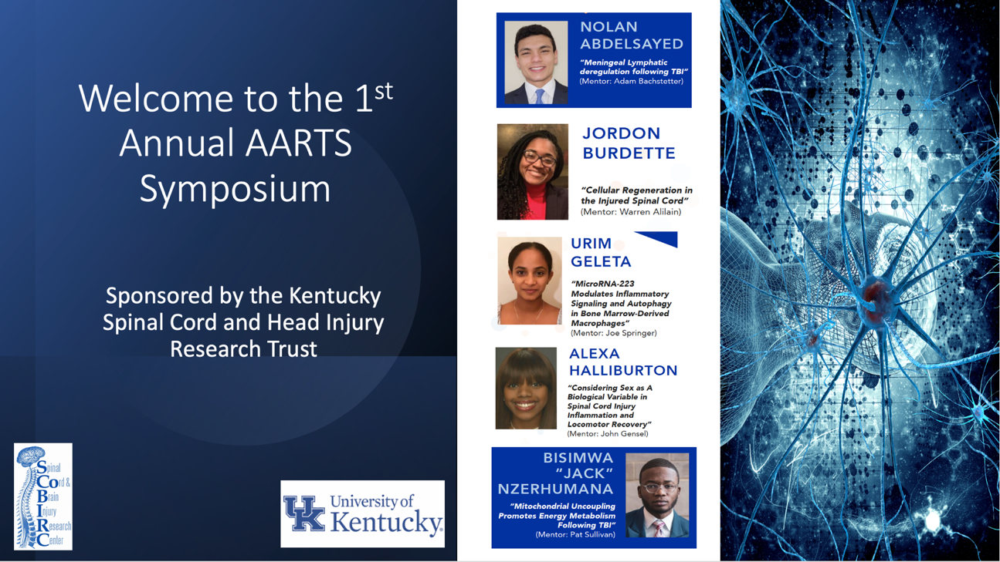 Welcome to the 1st
Annual AARTS
Symposium
Sponsored by the Kentucky
Spinal Cord and Head Injury
Research Trust
Spinal
Cord &
Brain
Injury
Research
Center
UK
University of
Kentucky.
NOLAN
ABDELSAYED
"Meningeal Lymphatic
deregulation following TBI"
(Mentor: Adam Bachstetter)
JORDON
BURDETTE
"Cellular Regeneration in
the Injured Spinal Cord"
(Mentor: Warren Alilain)
URIM
GELETA
"MicroRNA-223
Modulates Inflammatory
Signaling and Autophagy
in Bone Marrow-Derived
Macrophages"
(Mentor: Joe Springer)
ALEXA
HALLIBURTON
"Considering Sex as A
Biological Variable in
Spinal Cord Injury
Inflammation and
Locomotor Recovery"
(Mentor: John Gensel)
BISIMWA
"JACK"
NZERHUMANA
"Mitochondrial Uncoupling
Promotes Energy Metabolism
Following TBI"
(Mentor: Pat Sullivan)